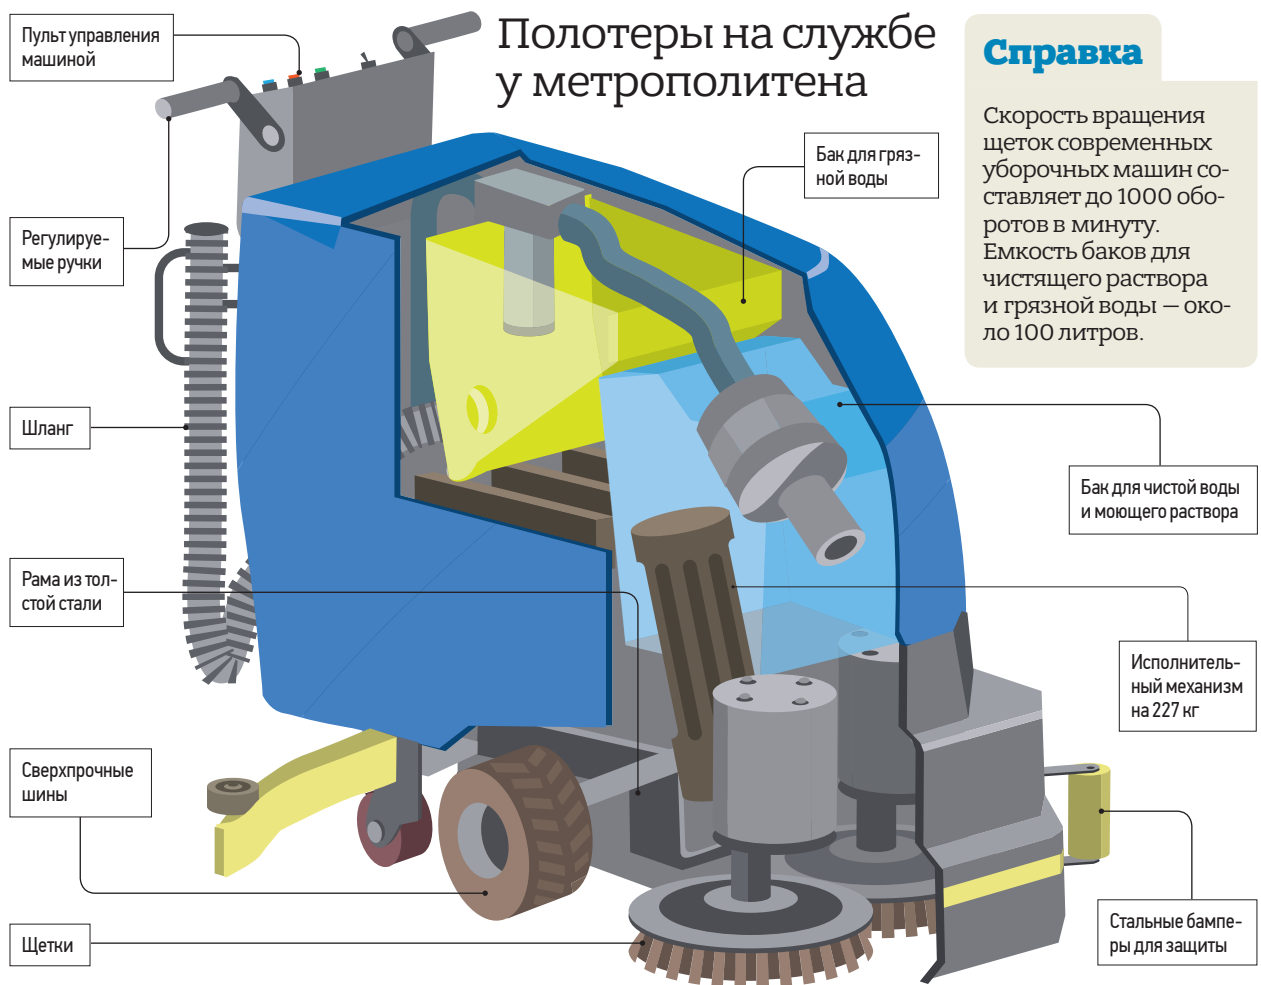 Полотеры на службе
у метрополитена
Справка
Скорость вращения
щеток современных
уборочных машин со-
ставляет до 1000 обо-
ротов в минуту.
Емкость баков для
чистящего раствора
и грязной воды — око-
ло 100 литров.
Пульт управления
машиной
Регулируе-
мые ручки
Шланг
Рама из тол-
стой стали
Сверхпрочные
шины
Щетки
Бак для гряз-
ной воды
Бак для чистой воды
и моющего раствора
Исполнитель-
ный механизм
на 227 кг
Стальные бампе-
ры для защиты